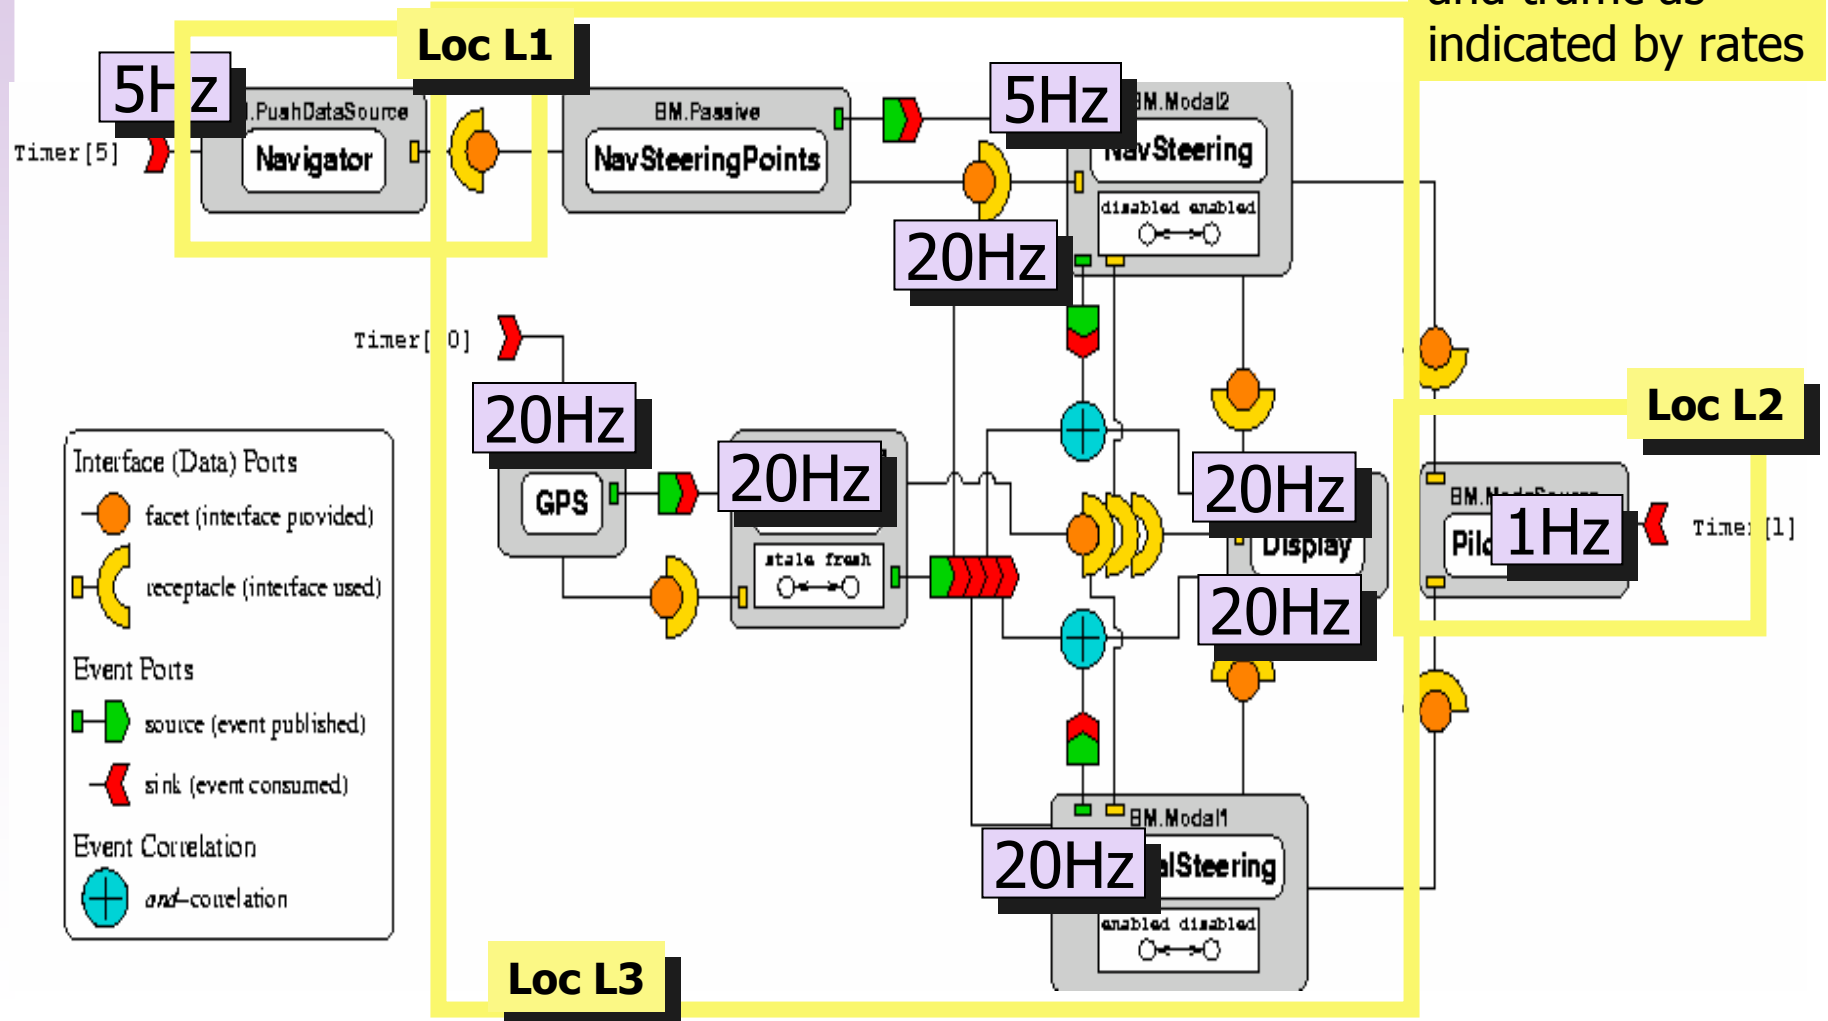 indicated by rates
Loc L1
5Hz
.PushDataSource
BM.Passive
5Hz
BM.Modal2
Timer[5]
Navigator
NavSteeringPoints
NavSteering
disabled enabled
20Hz
Timer[ 0]
20Hz
Loc L2
Interface (Data) Ports
20Hz
20Hz
GPS
facet (interface provided)
1Hz
Timer[1]
Display
stale fresh
receptacle (interface used)
20Hz
Event Ports
source (event published)
sink (event consumed)
BM.Modal1
Event Correlation
20Hz
alSteering
and-correlation
enabled disabled
Loc L3